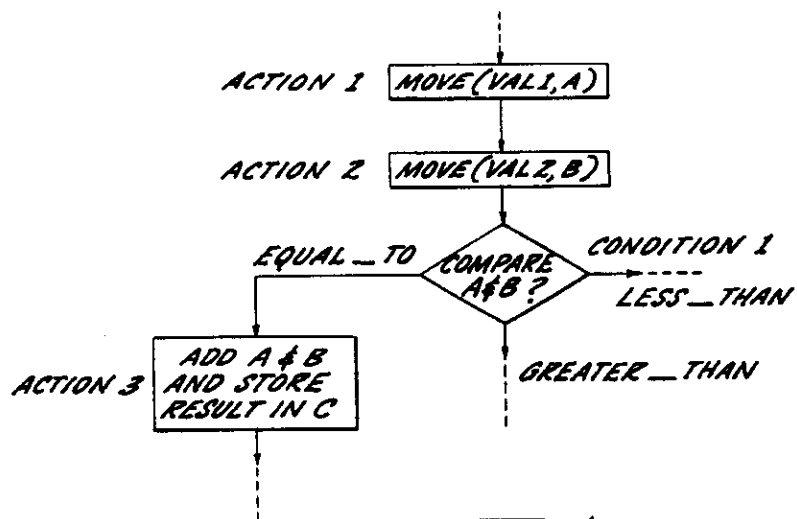 ACTION 1 MOVE(VAL1,A)
ACTION 2 MOVE(VAL2,B)
EQUAL_TO
COMPARE
A&B?
CONDITION 1
LESS_THAN
GREATER_THAN
ACTION 3
ADD A & B
AND STORE
RESULT IN C